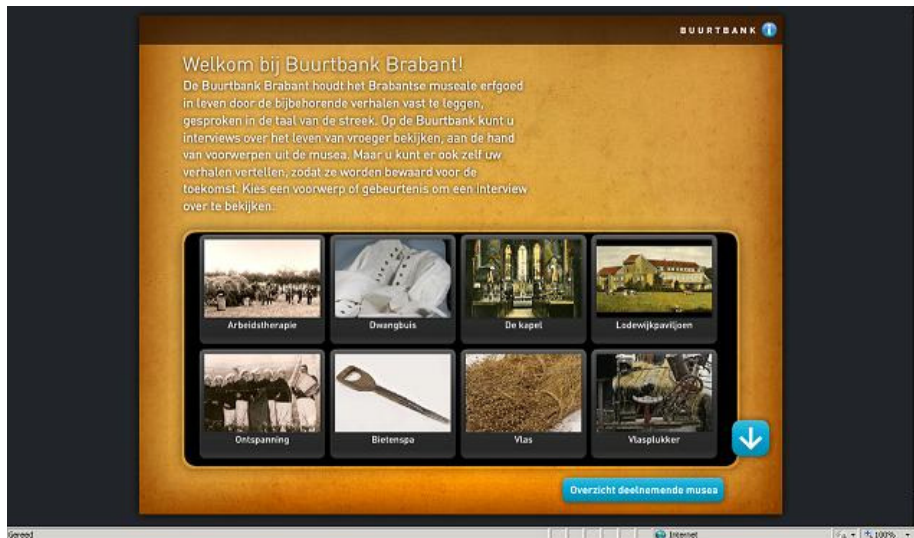 BUURTBANK
Welkom bij Buurtbank Brabant!
De Buurtbank Brabant houdt het Brabantse museale erfgoed
in leven door de bijbehorende verhalen vast te leggen,
gesproken in de taal van de streek. Op de Buurtbank kunt u
interviews over het leven van vroeger bekijken, aan de hand
van voorwerpen uit de musea. Maar u kunt er ook zelf uw
verhalen vertellen, zodat ze worden bewaard voor de
toekomst. Kies een voorwerp of gebeurtenis om een interview
over te bekijken.
Arbeidstherapie
Dwangbuis
De kapel
Lodewijkpaviljoen
Ontspanning
Bietenspa
Vlas
Vlasplukker
Overzicht deelnemende musea
Gereed
Internet
100%